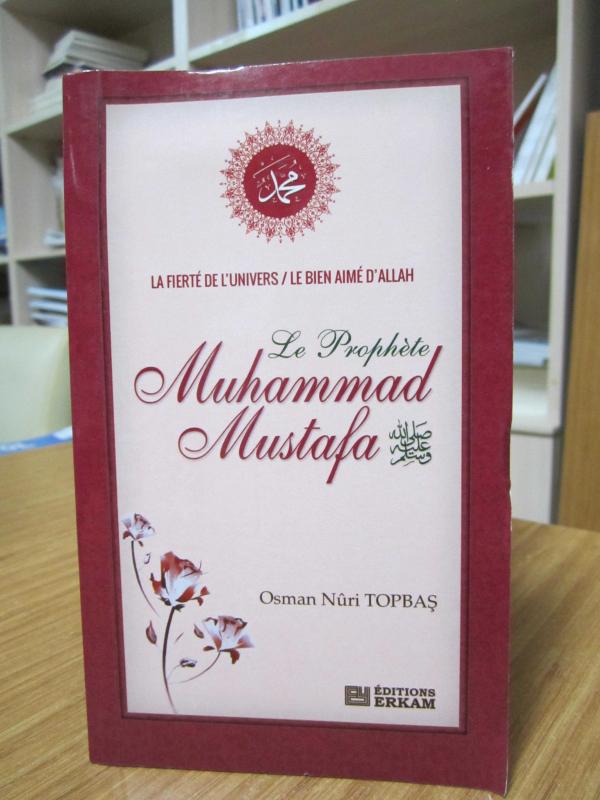 محمد
LA FIERTÉ DE L'UNIVERS / LE BIEN AIMÉ D'ALLAH
Le Prophète
Muhammad
Mustafa
صلى الله
عليه
وسلم
Osman Nûri TOPBAŞ
ÉDITIONS
ERKAM